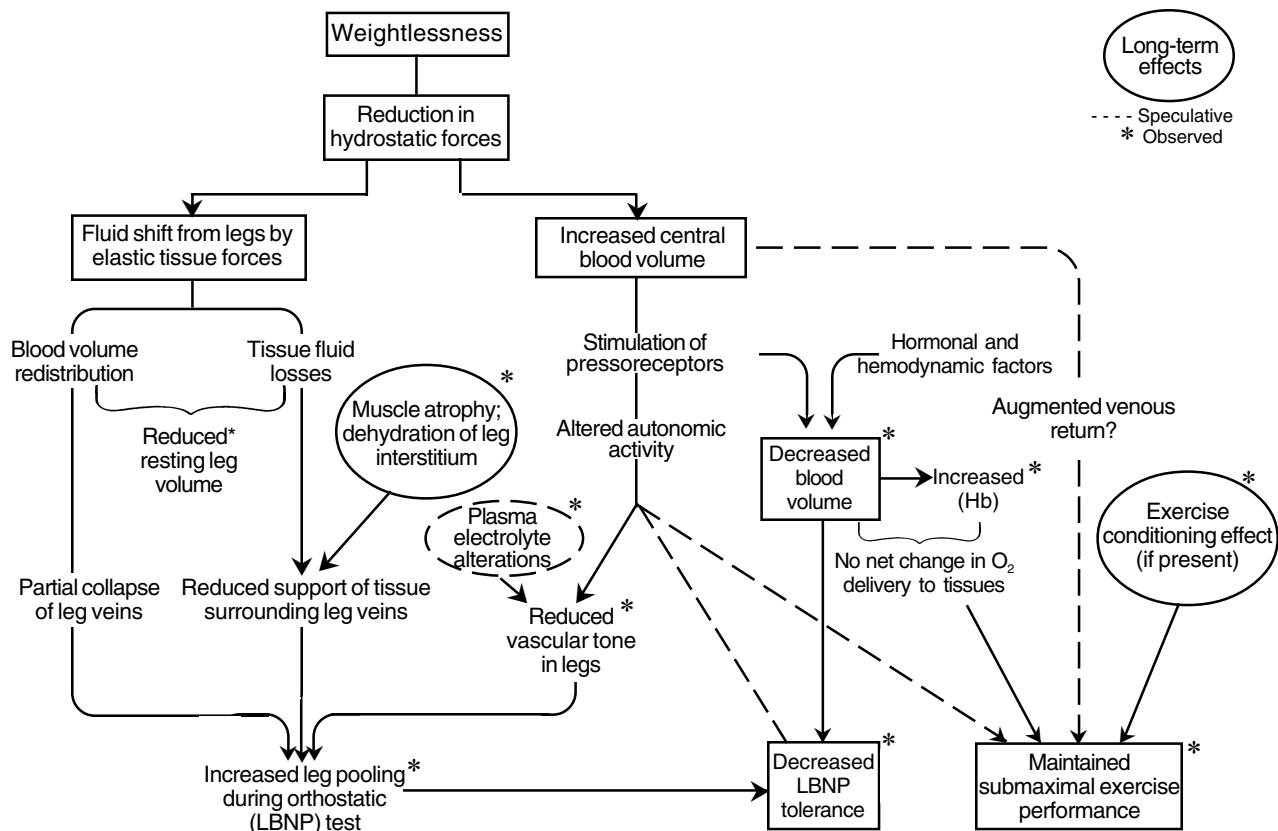 Weightlessness
Long-term
effects
- - - - Speculative
* Observed
Reduction in
hydrostatic forces
Fluid shift from legs by
elastic tissue forces
Increased central
blood volume
Blood volume
redistribution
Tissue fluid
losses
Stimulation of
pressoreceptors
Hormonal and
hemodynamic factors
Reduced*
resting leg
volume
Muscle atrophy;
dehydration of leg
interstitium
*
Altered autonomic
activity
Augmented venous
return?
Decreased
blood
volume
*
Increased *
(Hb)
Plasma
electrolyte
alterations
*
Exercise
conditioning effect
(if present)
*
No net change in O₂
delivery to tissues
Partial collapse
of leg veins
Reduced support of tissue
surrounding leg veins
Reduced *
vascular tone
in legs
Increased leg pooling *
during orthostatic
(LBNP) test
Decreased
LBNP
tolerance
*
Maintained
submaximal exercise
performance
*